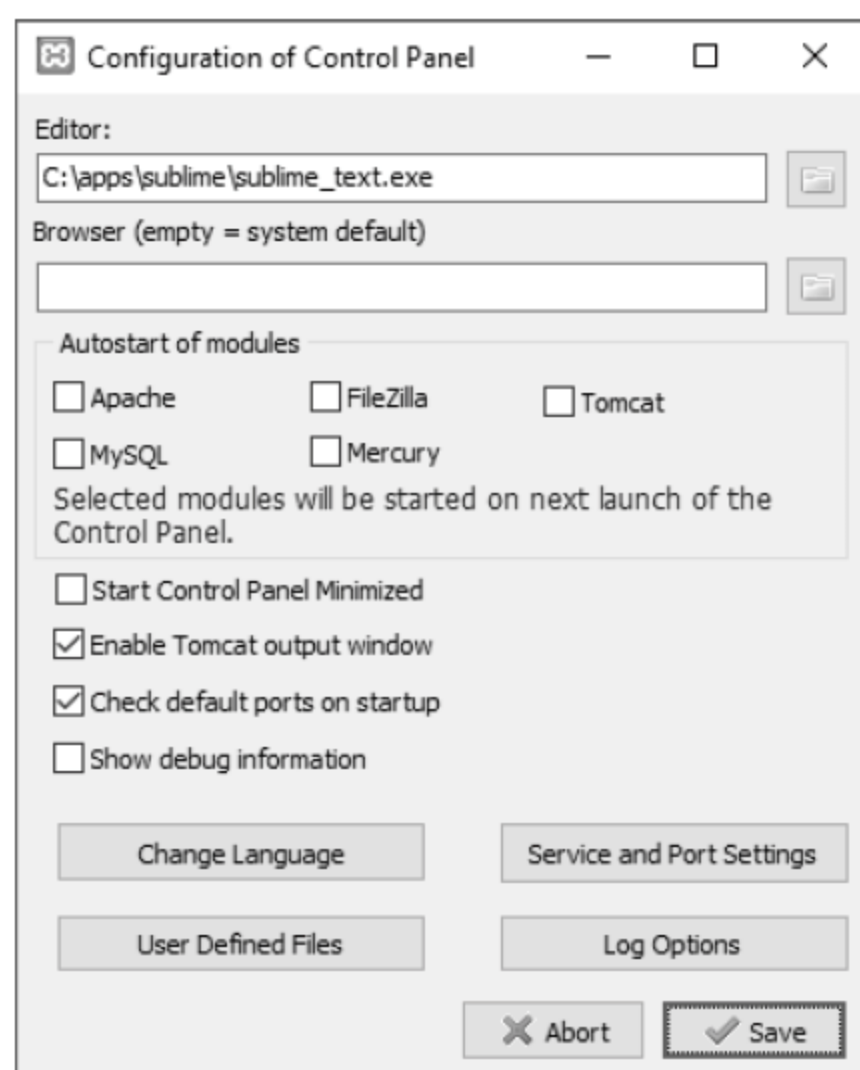 Configuration of Control Panel
Editor:
C:\apps\sublime\sublime_text.exe
Browser (empty = system default)
Autostart of modules
Apache FileZilla Tomcat
MySQL Mercury
Selected modules will be started on next launch of the
Control Panel.
Start Control Panel Minimized
Enable Tomcat output window
Check default ports on startup
Show debug information
Change Language Service and Port Settings
User Defined Files Log Options
Abort Save